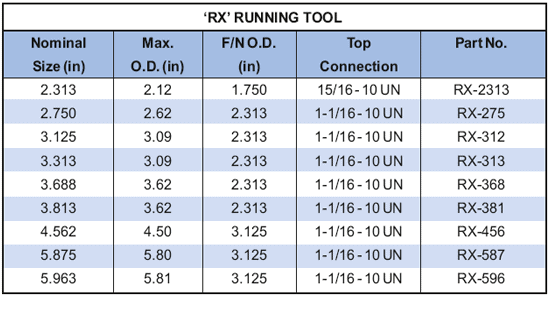 ‘RX’ RUNNING TOOL
Nominal Size (in) Max. O.D. (in) F/N O.D. (in) Top Connection Part No.
2.313 2.12 1.750 15/16 - 10 UN RX-2313
2.750 2.62 2.313 1-1/16 - 10 UN RX-275
3.125 3.09 2.313 1-1/16 - 10 UN RX-312
3.313 3.09 2.313 1-1/16 - 10 UN RX-313
3.688 3.62 2.313 1-1/16 - 10 UN RX-368
3.813 3.62 2.313 1-1/16 - 10 UN RX-381
4.562 4.50 3.125 1-1/16 - 10 UN RX-456
5.875 5.80 3.125 1-1/16 - 10 UN RX-587
5.963 5.81 3.125 1-1/16 - 10 UN RX-596